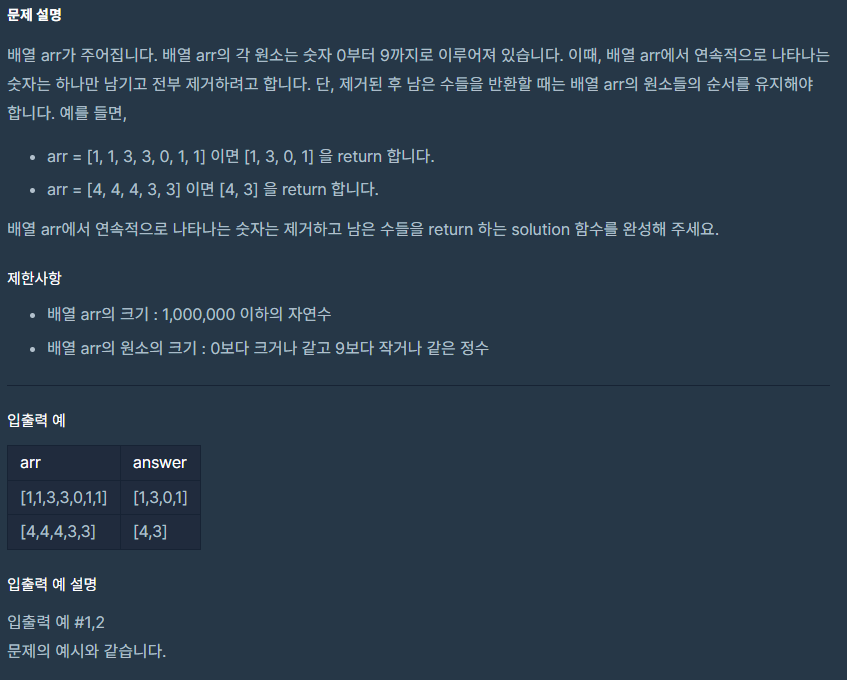 문제 설명
배열 arr가 주어집니다. 배열 arr의 각 원소는 숫자 0부터 9까지로 이루어져 있습니다. 이때, 배열 arr에서 연속적으로 나타나는
숫자는 하나만 남기고 전부 제거하려고 합니다. 단, 제거된 후 남은 수들을 반환할 때는 배열 arr의 원소들의 순서를 유지해야
합니다. 예를 들면,
• arr = [1, 1, 3, 3, 0, 1, 1] 이면 [1, 3, 0, 1] 을 return 합니다.
• arr = [4, 4, 4, 3, 3] 이면 [4, 3] 을 return 합니다.
배열 arr에서 연속적으로 나타나는 숫자는 제거하고 남은 수들을 return 하는 solution 함수를 완성해 주세요.
제한사항
• 배열 arr의 크기 : 1,000,000 이하의 자연수
• 배열 arr의 원소의 크기 : 0보다 크거나 같고 9보다 작거나 같은 정수
입출력 예
arr answer
[1,1,3,3,0,1,1] [1,3,0,1]
[4,4,4,3,3] [4,3]
입출력 예 설명
입출력 예 #1,2
문제의 예시와 같습니다.